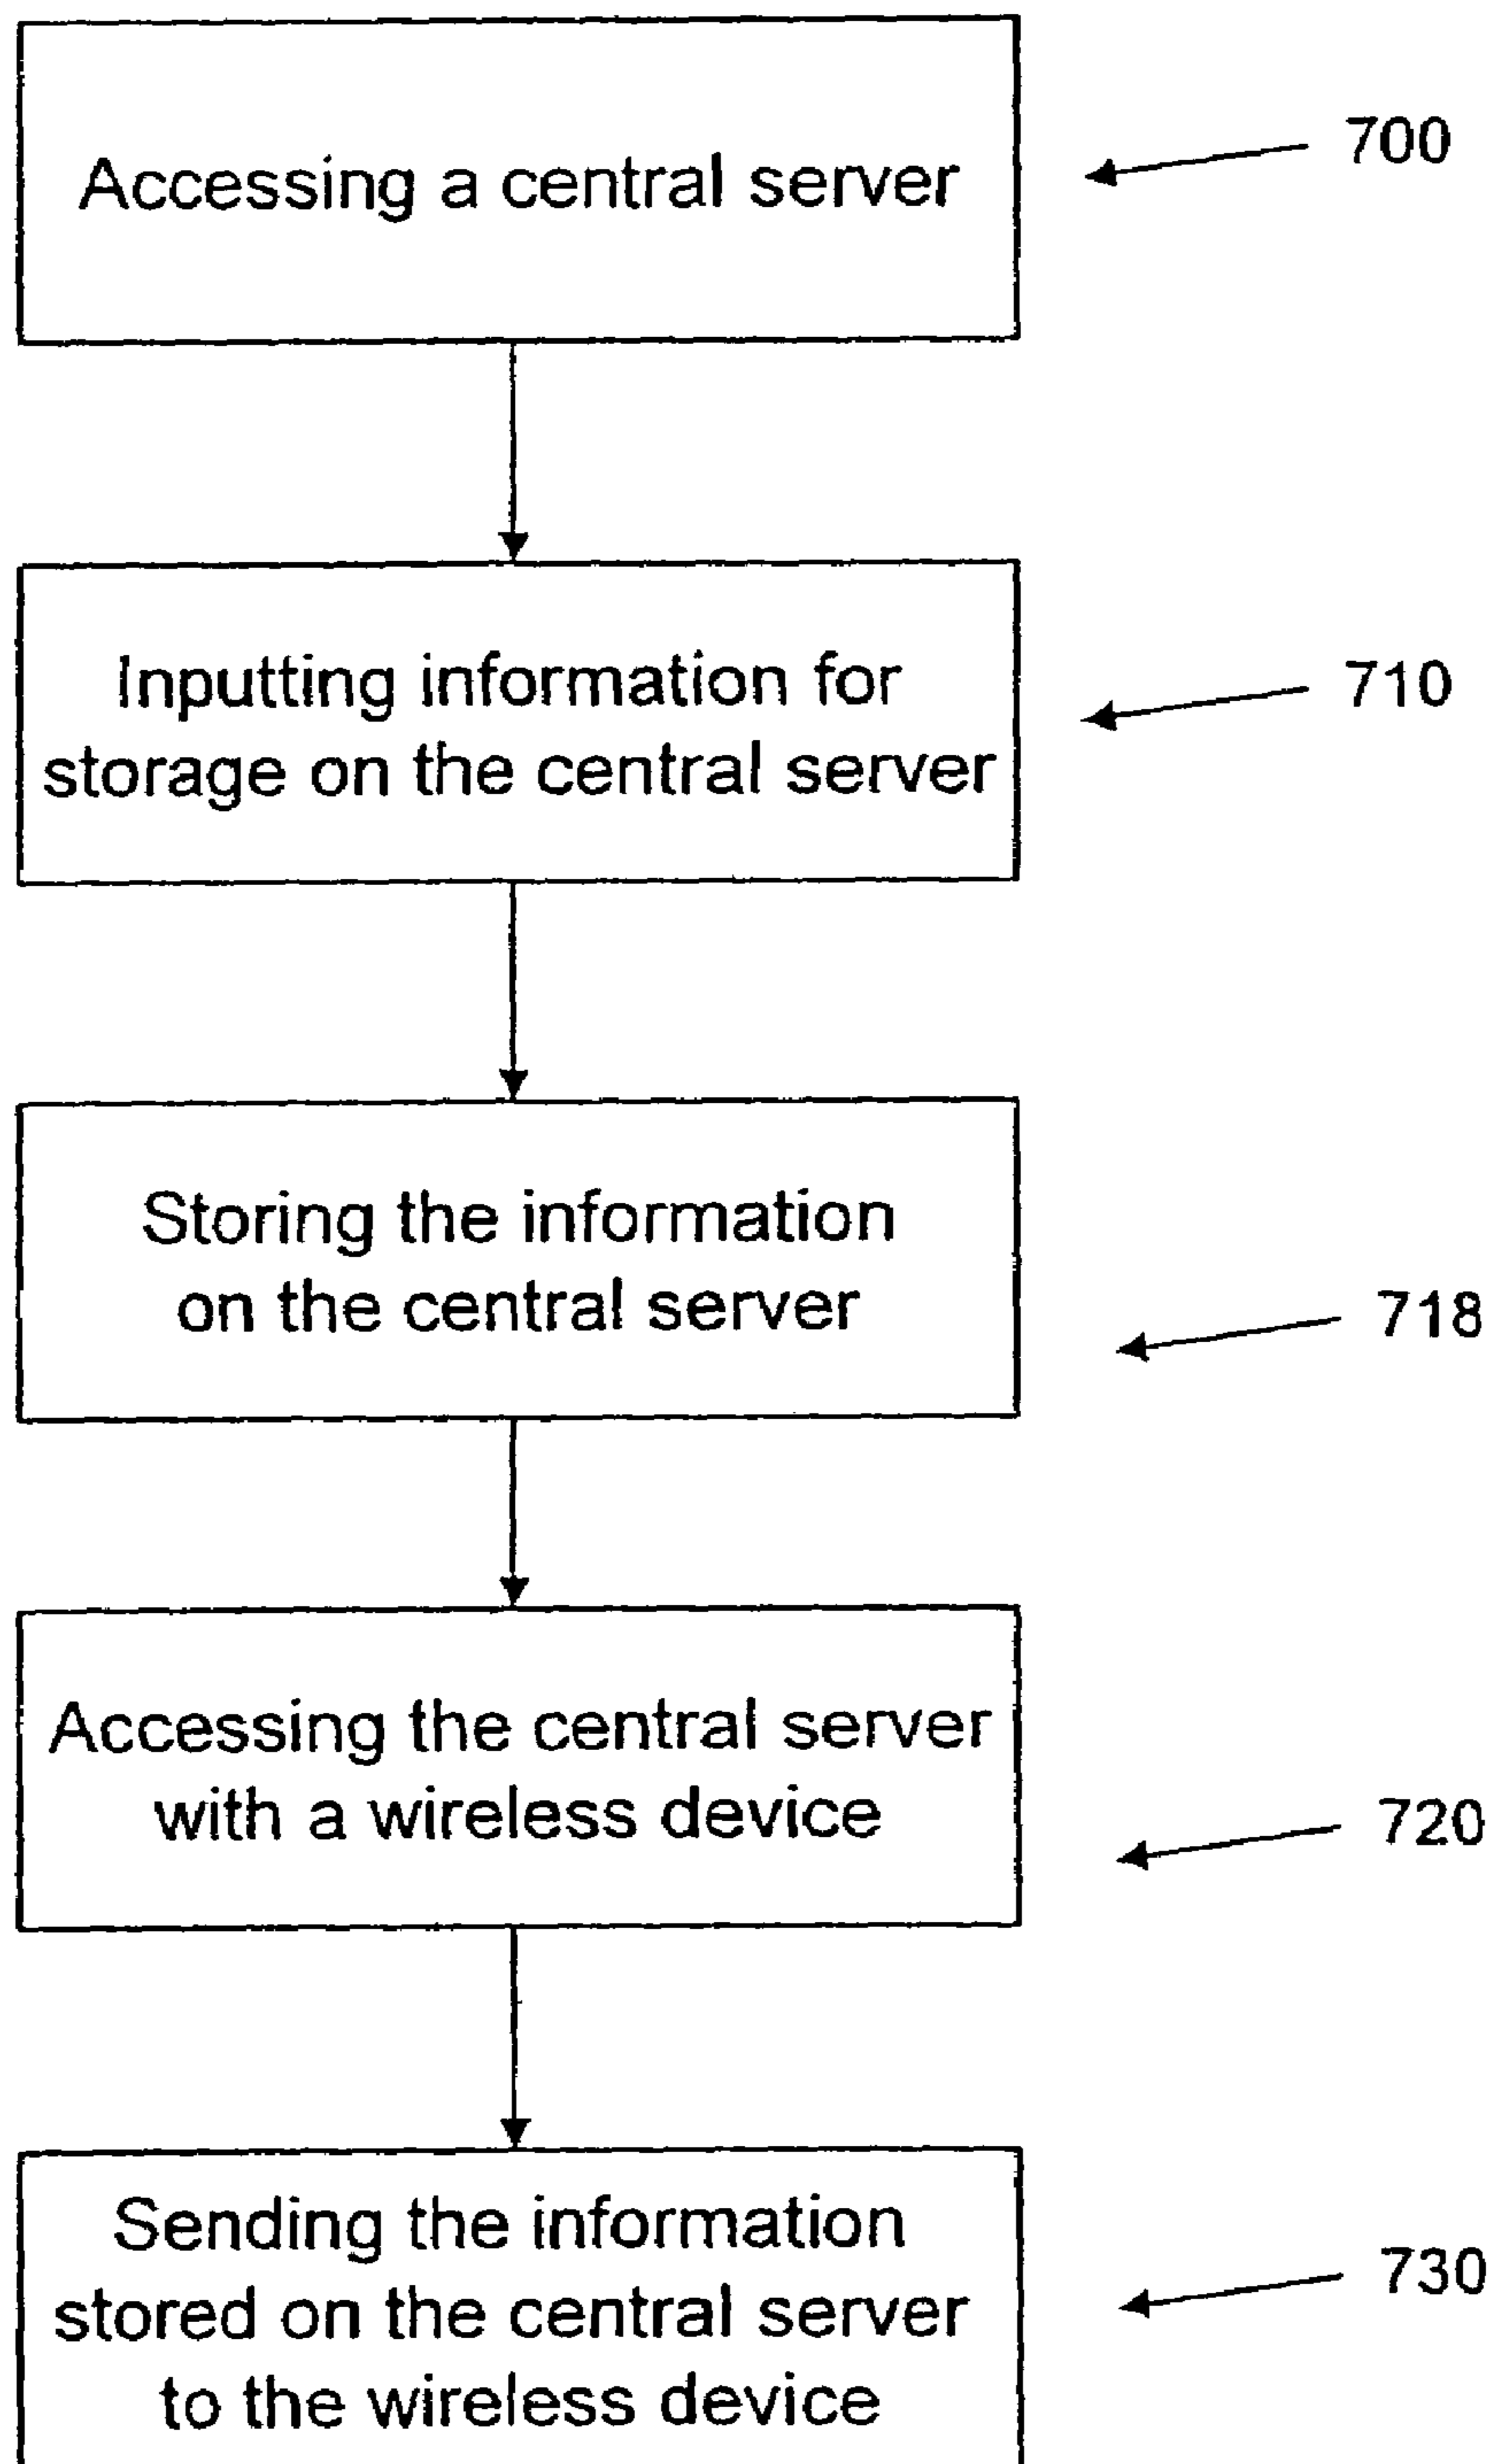 Accessing a central server
700
Inputting information for
storage on the central server
710
Storing the information
on the central server
718
Accessing the central server
with a wireless device
720
Sending the information
stored on the central server
to the wireless device
730